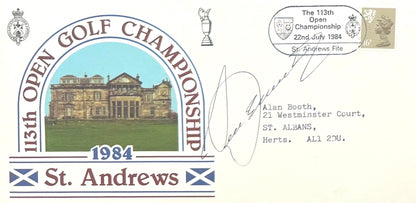 113th OPEN GOLF CHAMPIONSHIP
1984
St. Andrews
The 113th
Open
Championship
22nd July 1984
St. Andrews Fife
Alan Booth,
21 Westminster Court,
ST. ALBANS,
Herts. AL1 2DU.